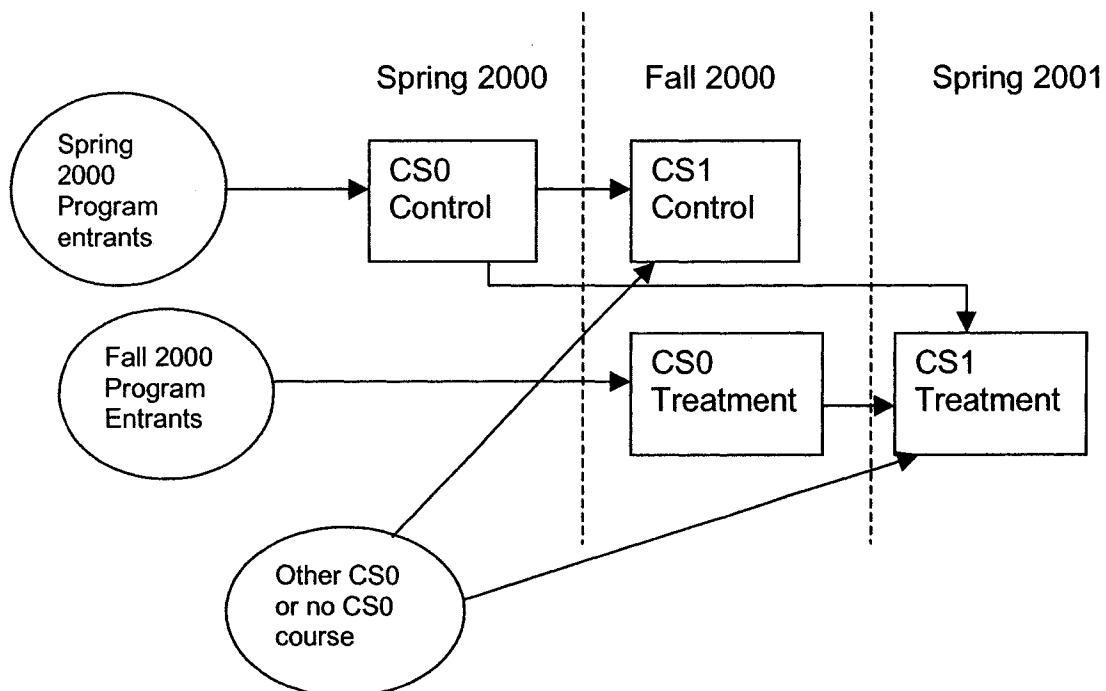 Spring 2000
Fall 2000
Spring 2001
Spring
2000
Program
entrants
CS0
Control
CS1
Control
Fall 2000
Program
Entrants
CS0
Treatment
CS1
Treatment
Other CS0
or no CS0
course